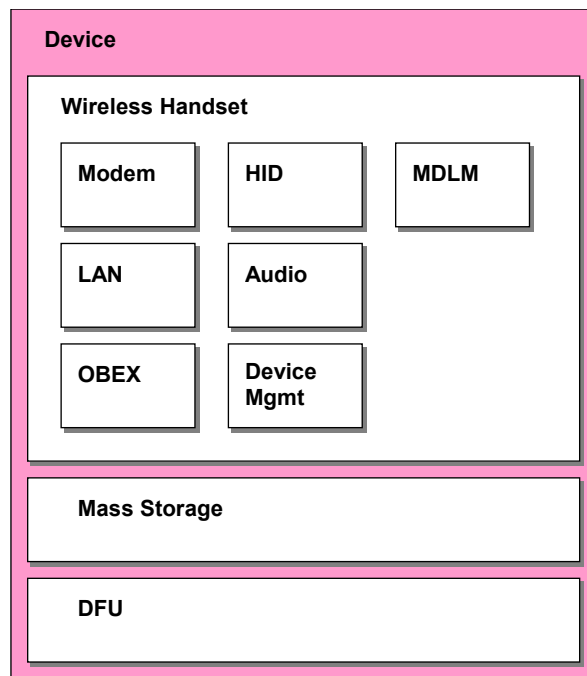 Device
Wireless Handset
Modem
HID
MDLM
LAN
Audio
OBEX
Device
Mgmt
Mass Storage
DFU